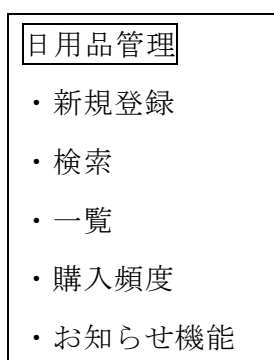 日用品管理
・新規登録
・検索
・一覧
・購入頻度
・お知らせ機能